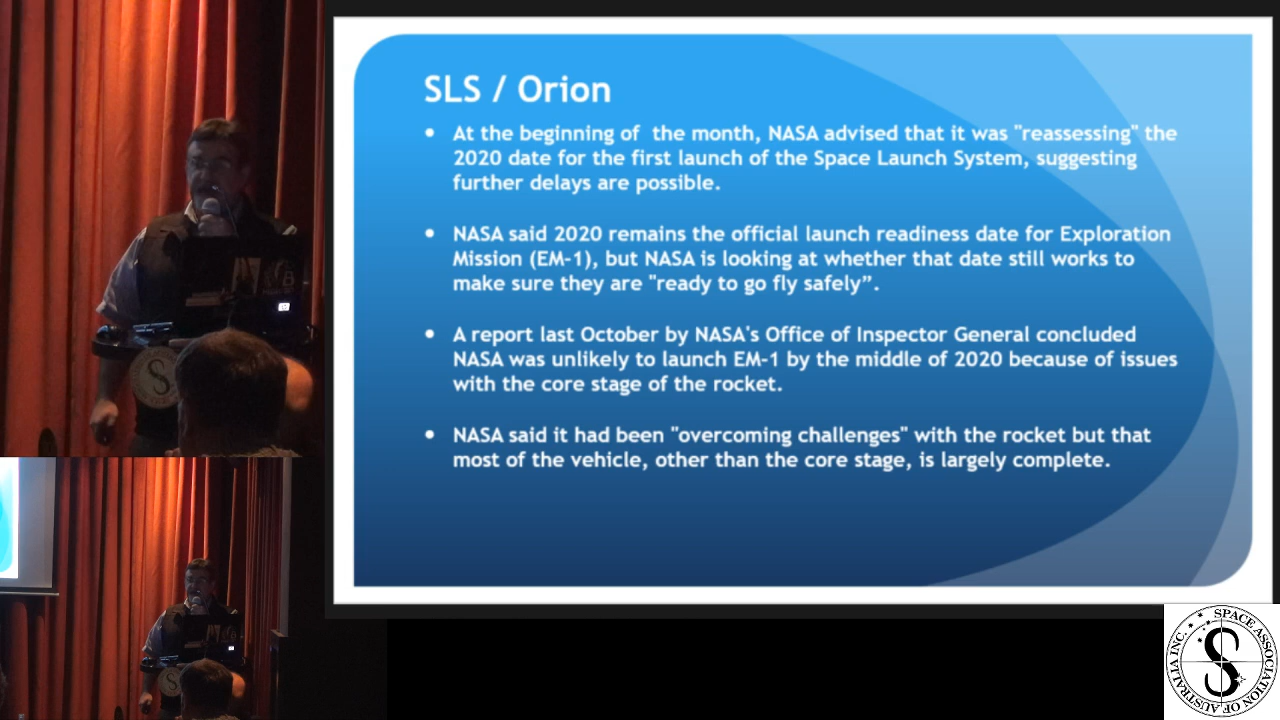 SLS / Orion
• At the beginning of  the month, NASA advised that it was "reassessing" the
2020 date for the first launch of the Space Launch System, suggesting
further delays are possible.
• NASA said 2020 remains the official launch readiness date for Exploration
Mission (EM-1), but NASA is looking at whether that date still works to
make sure they are "ready to go fly safely”.
• A report last October by NASA's Office of Inspector General concluded
NASA was unlikely to launch EM-1 by the middle of 2020 because of issues
with the core stage of the rocket.
• NASA said it had been "overcoming challenges" with the rocket but that
most of the vehicle, other than the core stage, is largely complete.
SPACE ASSOCIATION OF AUSTRALIA INC.
S